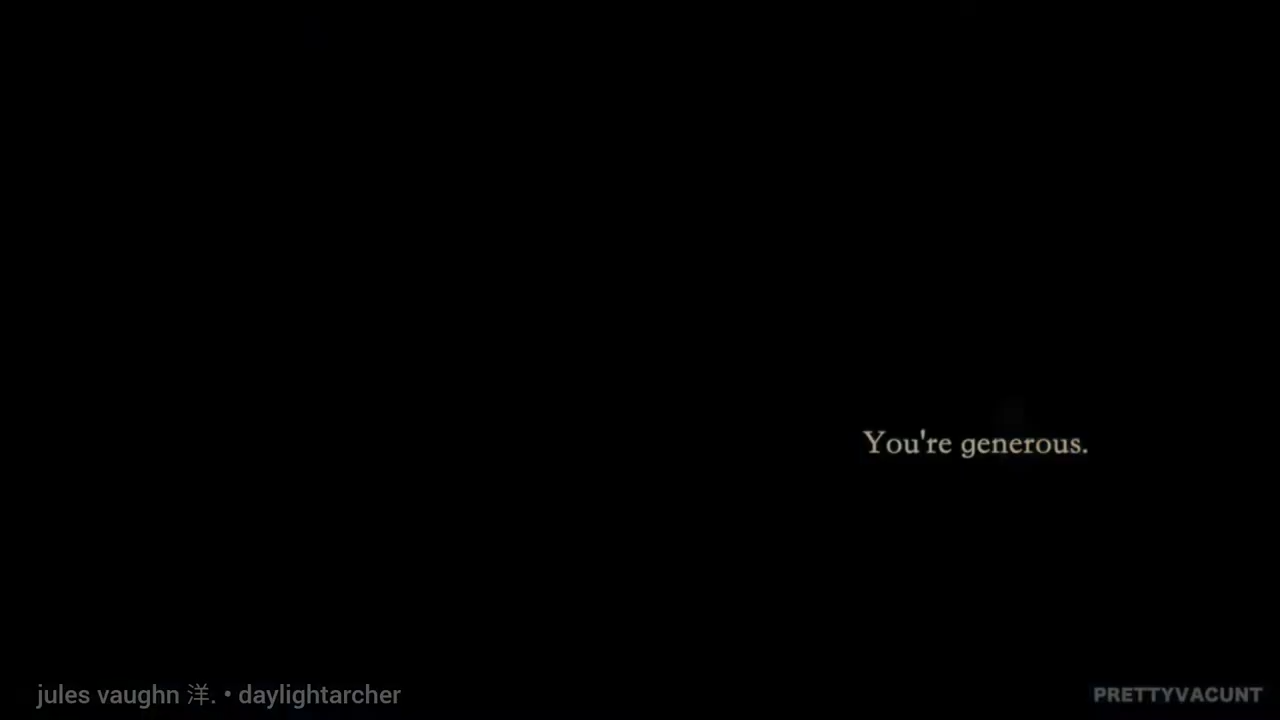 You're generous.
jules vaughn 洋. • daylightarcher
PRETTYVACUNT